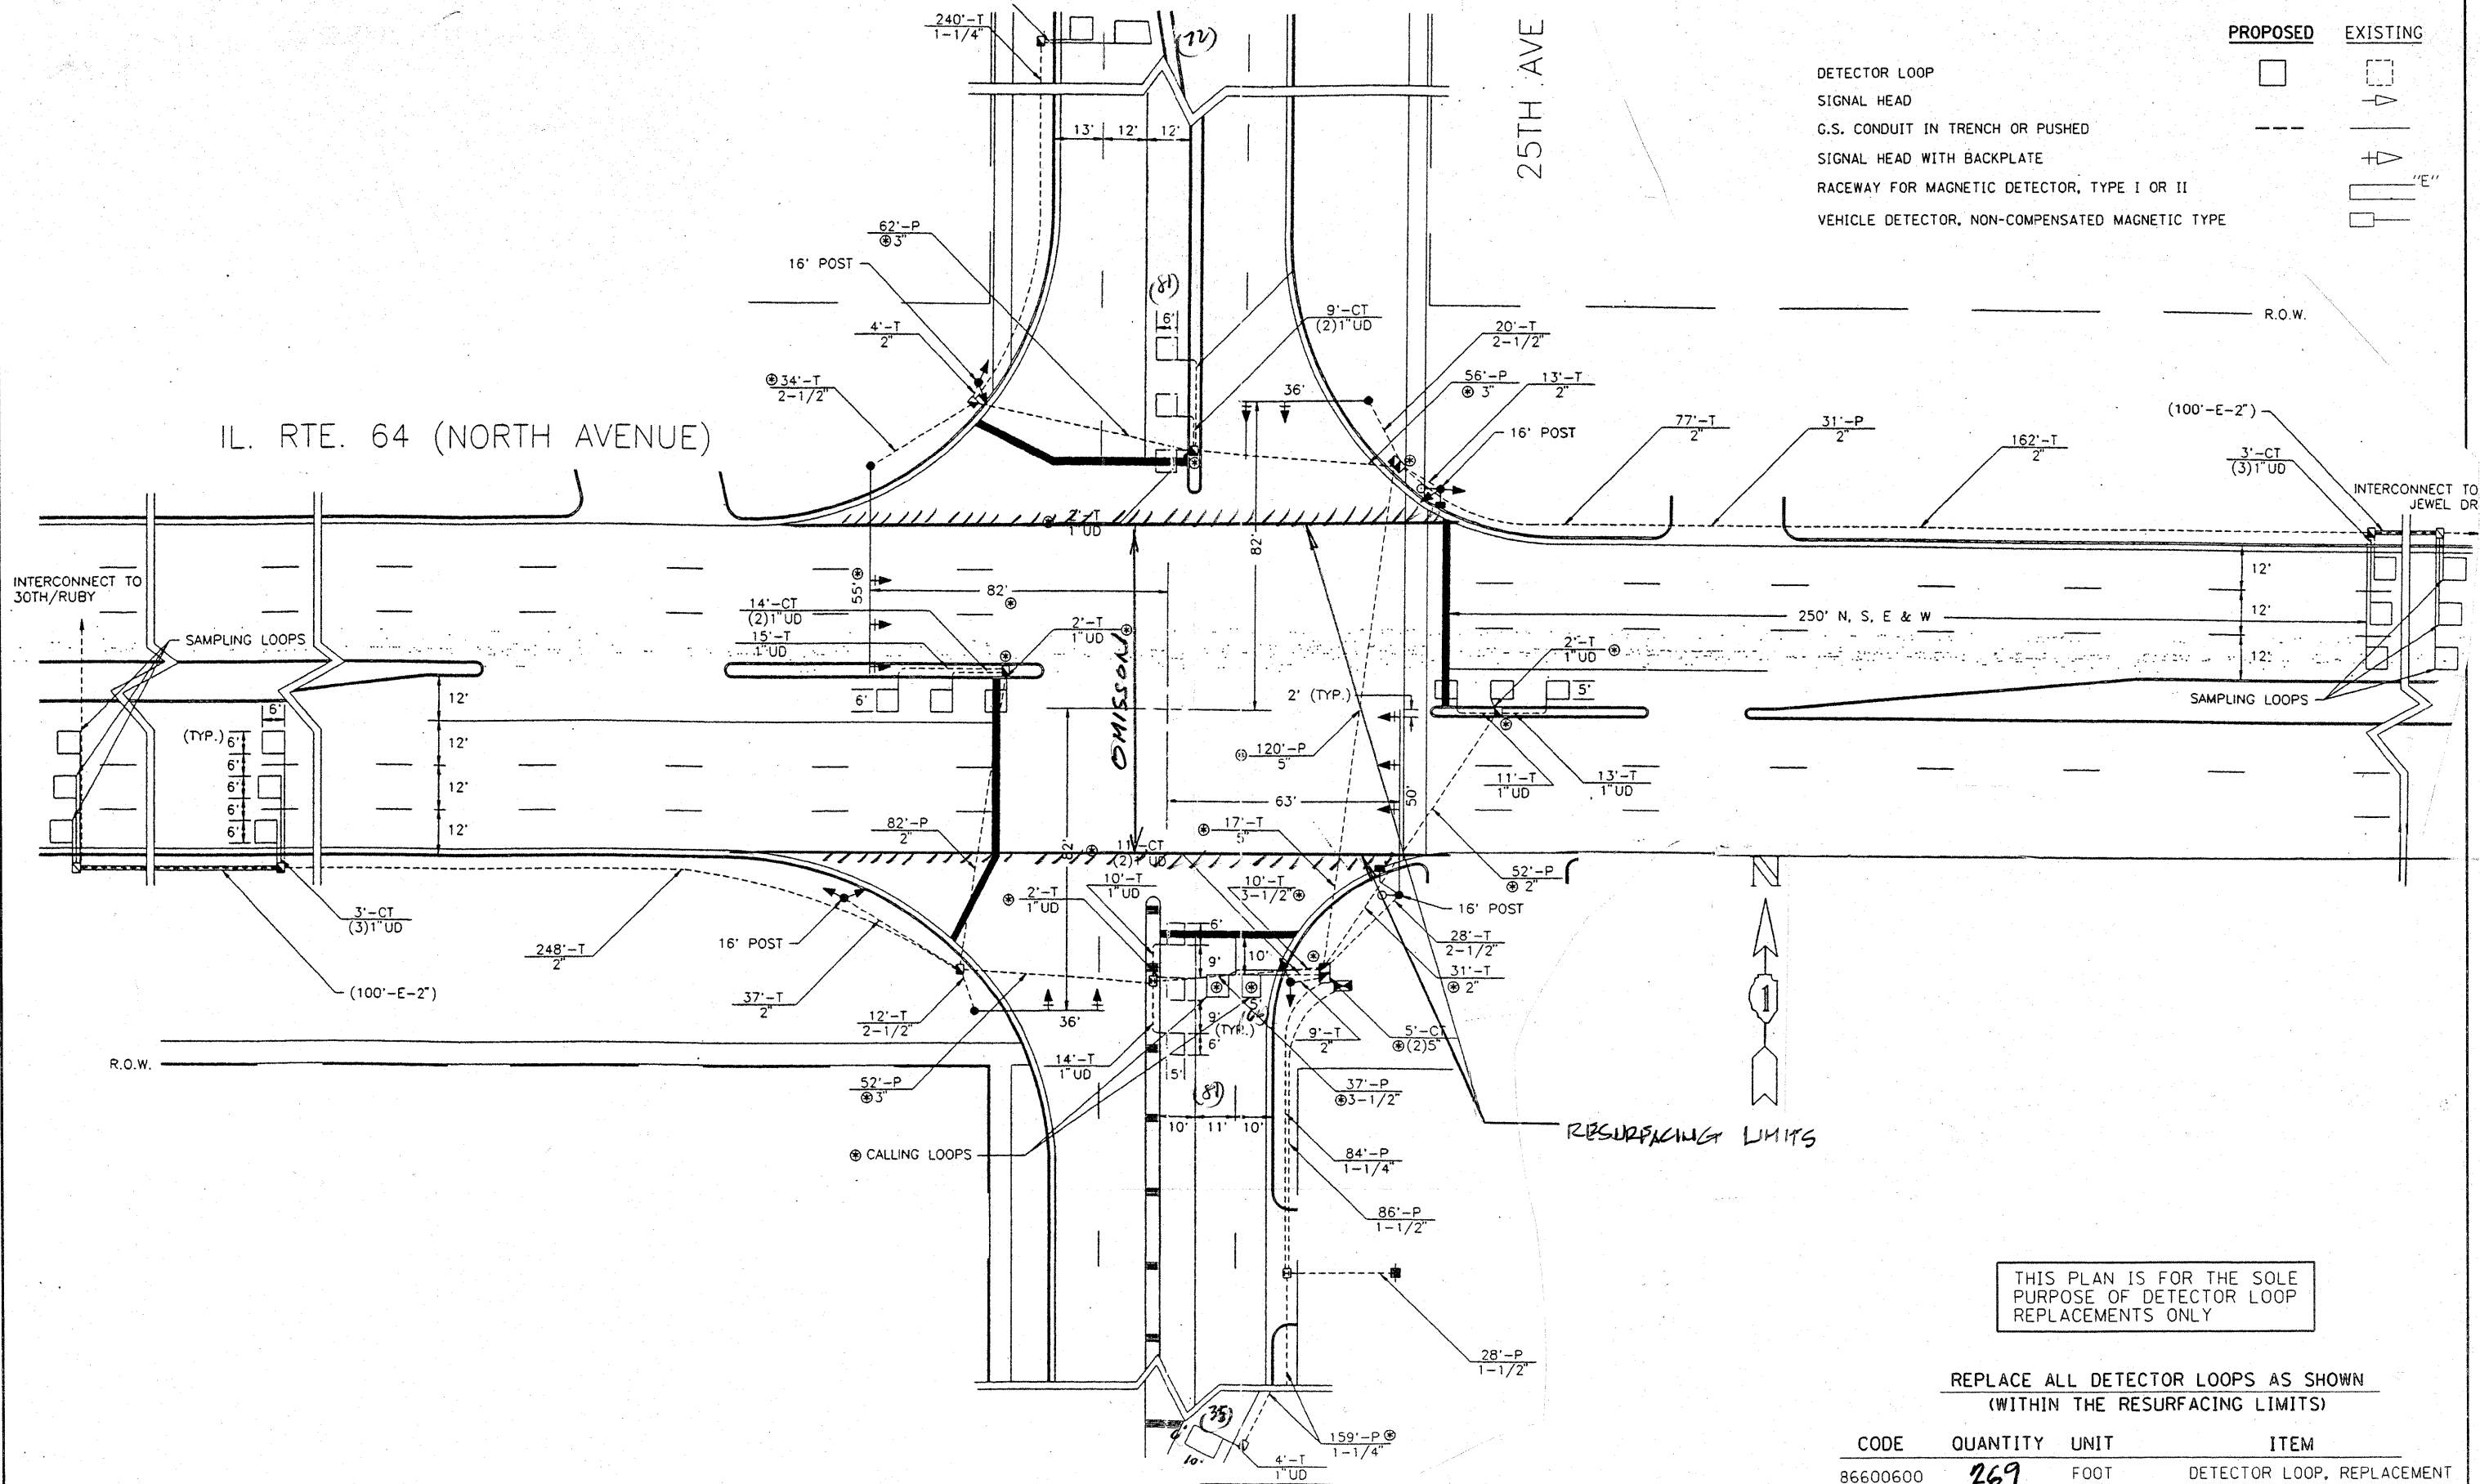 240'-T
1-1/4"
(72)
25TH AVE
PROPOSED EXISTING
DETECTOR LOOP
SIGNAL HEAD
G.S. CONDUIT IN TRENCH OR PUSHED
SIGNAL HEAD WITH BACKPLATE
RACEWAY FOR MAGNETIC DETECTOR, TYPE I OR II "E"
VEHICLE DETECTOR, NON-COMPENSATED MAGNETIC TYPE
13' 12' 12'
62'-P
⊛ 3"
16' POST
(81)
6'
4'-T
2"
9'-CT
(2)1"UD
20'-T
2-1/2"
R.O.W.
⊛ 34'-T
2-1/2"
36'
56'-P
⊛ 3"
13'-T
2"
16' POST
77'-T
2"
31'-P
2"
162'-T
2"
(100'-E-2")
3'-CT
(3)1"UD
INTERCONNECT TO
JEWEL DR
IL. RTE. 64 (NORTH AVENUE)
⊛ 2'-T
1"UD
82'
INTERCONNECT TO
30TH/RUBY
55' ⊛
82'
⊛
12'
12'
12'
250' N, S, E & W
SAMPLING LOOPS
14'-CT
(2)1"UD
15'-T
1"UD
2'-T
1"UD ⊛
OMISSON
2'-T
1"UD ⊛
6'
5'
2' (TYP.)
SAMPLING LOOPS
6'
(TYP.)
6'
6'
6'
6'
6'
12'
12'
12'
12'
⊛ 120'-P
5"
11'-T
1"UD
13'-T
1"UD
63'
50'
82'-P
2"
82'
⊛ 11'-CT
(2)1"UD
⊛ 17'-T
5"
52'-P
⊛ 2"
N
3'-CT
(3)1"UD
248'-T
2"
(100'-E-2")
16' POST
37'-T
2"
12'-T
2-1/2"
⊛ 2'-T
1"UD
10'-T
1"UD
10'-T
3-1/2" ⊛
16' POST
28'-T
2-1/2"
31'-T
⊛ 2"
6'
9'
10'
5'
9'
(TYP.)
6'
5'
36'
9'-T
2"
5'-CT
⊛(2)5"
1
R.O.W.
52'-P
⊛ 3"
14'-T
1"UD
(81)
37'-P
⊛3-1/2"
10' 11' 10'
⊛ CALLING LOOPS
RESURFACING LIMITS
84'-P
1-1/4"
86'-P
1-1/2"
28'-P
1-1/2"
THIS PLAN IS FOR THE SOLE
PURPOSE OF DETECTOR LOOP
REPLACEMENTS ONLY
REPLACE ALL DETECTOR LOOPS AS SHOWN
(WITHIN THE RESURFACING LIMITS)
(35)
6'
10'
159'-P ⊛
1-1/4"
4'-T
1"UD
CODE QUANTITY UNIT ITEM
86600600 269 FOOT DETECTOR LOOP, REPLACEMENT